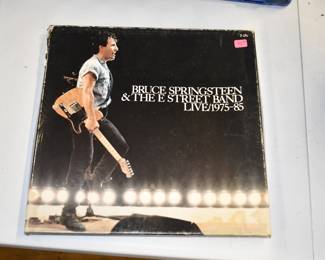 BRUCE SPRINGSTEEN
& THE E STREET BAND
LIVE/1975-85